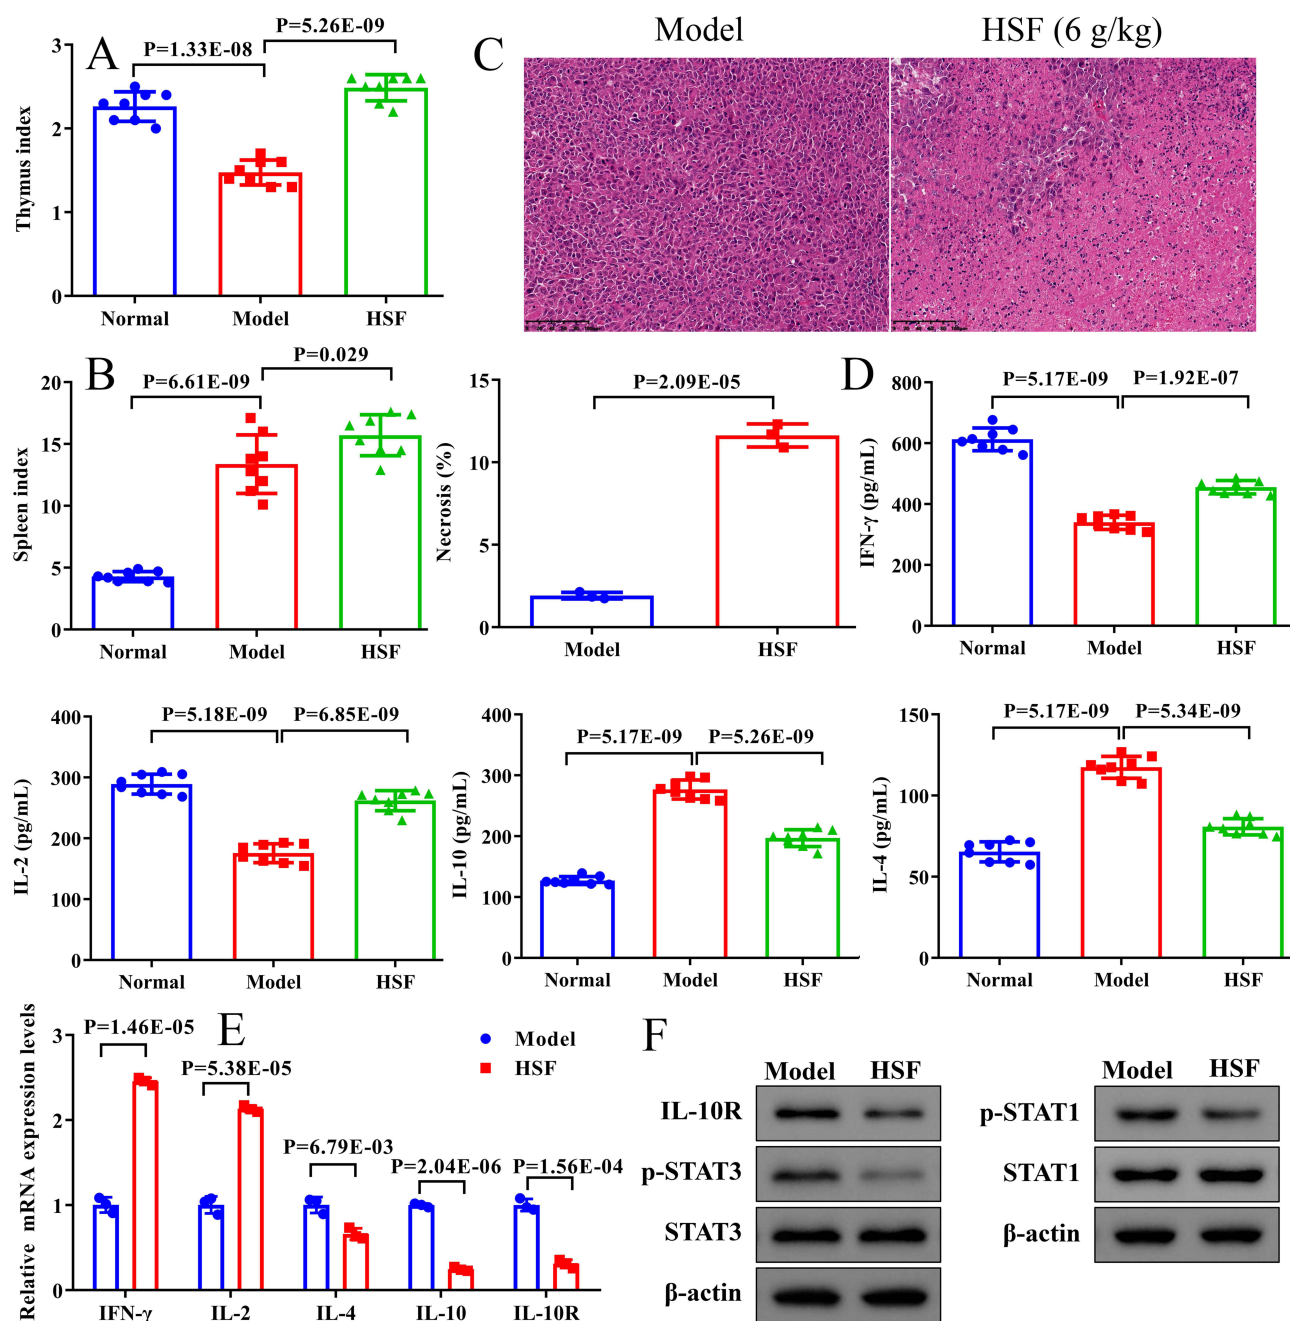 A
P=5.26E-09
P=1.33E-08
Thymus index
3
2
1
0
Normal Model HSF
C
Model HSF (6 g/kg)
B
P=0.029
P=6.61E-09
Spleen index
20
15
10
5
0
Normal Model HSF
P=2.09E-05
Necrosis (%)
15
10
5
0
Model HSF
D
P=5.17E-09 P=1.92E-07
IFN-γ (pg/mL)
800
600
400
200
0
Normal Model HSF
P=5.18E-09 P=6.85E-09
IL-2 (pg/mL)
400
300
200
100
0
Normal Model HSF
P=5.17E-09 P=5.26E-09
IL-10 (pg/mL)
400
300
200
100
0
Normal Model HSF
P=5.17E-09 P=5.34E-09
IL-4 (pg/mL)
150
100
50
0
Normal Model HSF
E
Model
HSF
P=1.46E-05
P=5.38E-05
P=6.79E-03
P=2.04E-06
P=1.56E-04
Relative mRNA expression levels
3
2
1
0
IFN-γ IL-2 IL-4 IL-10 IL-10R
F
Model HSF
IL-10R
p-STAT3
STAT3
β-actin
Model HSF
p-STAT1
STAT1
β-actin